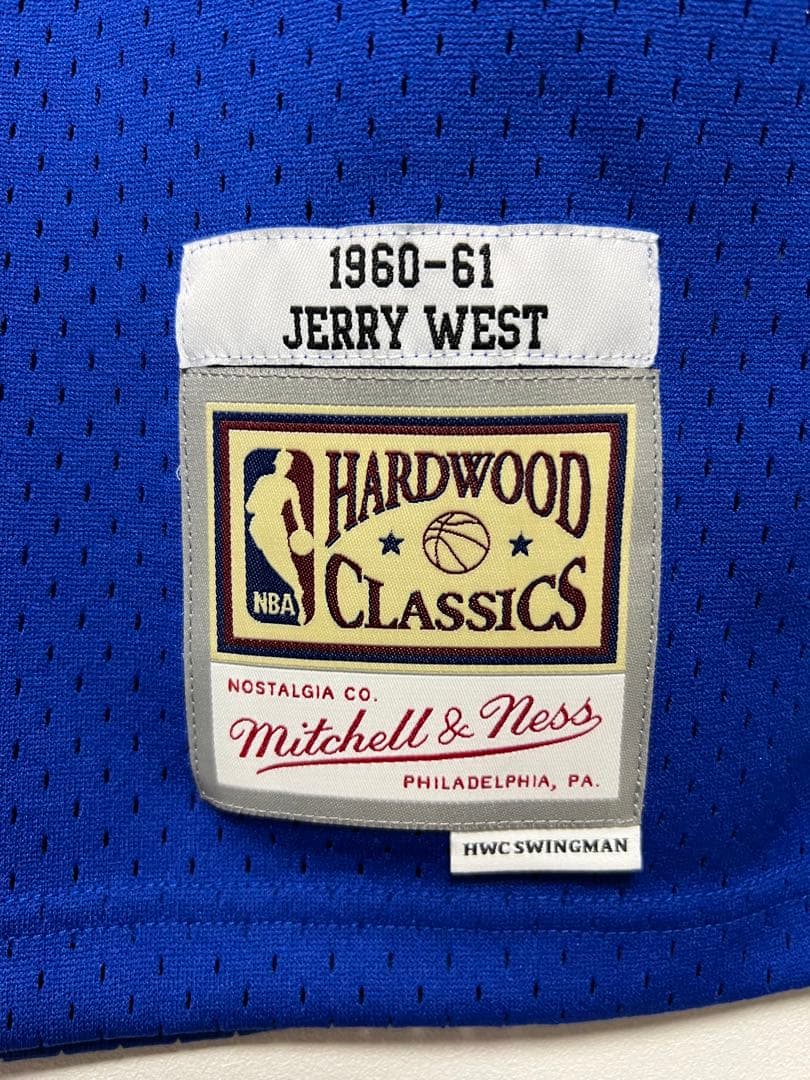 1960-61
JERRY WEST
HARDWOOD
CLASSICS
NBA
NOSTALGIA CO.
Mitchell & Ness
PHILADELPHIA, PA.
HWC SWINGMAN